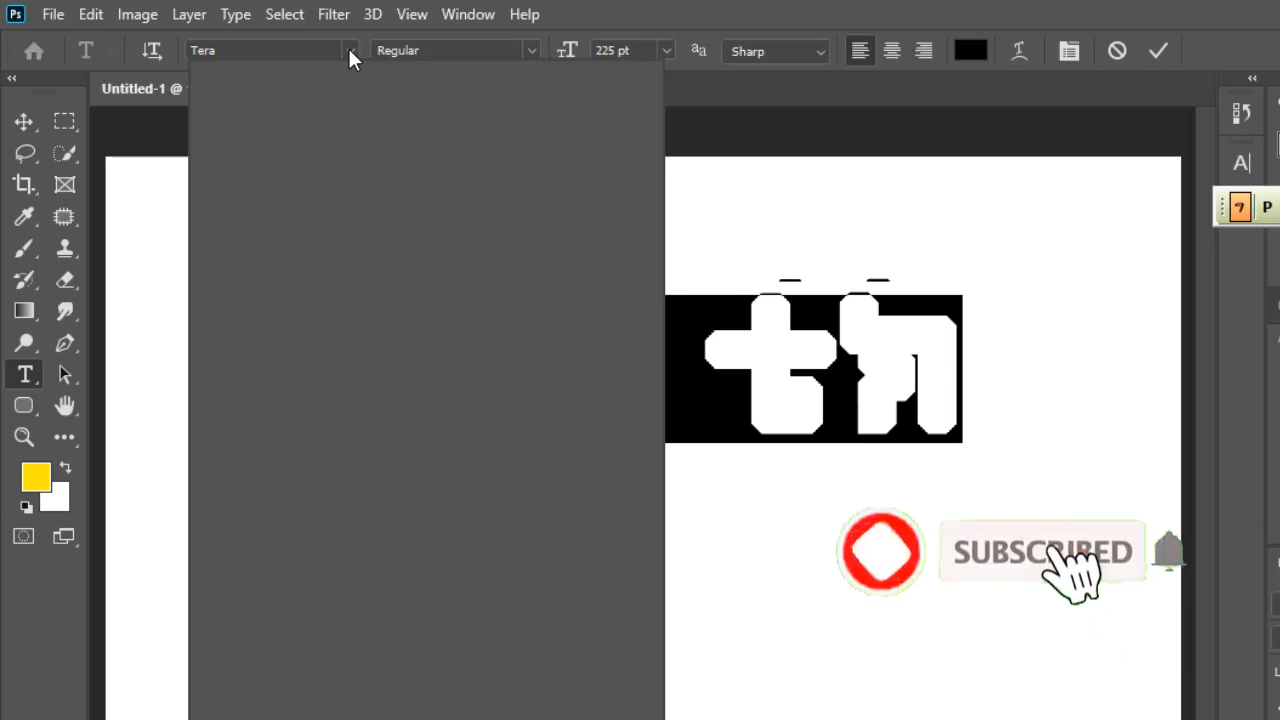 Ps File Edit Image Layer Type Select Filter 3D View Window Help
Tera Regular 225 pt Sharp
Untitled-1 @
P
SUBSCRIBED